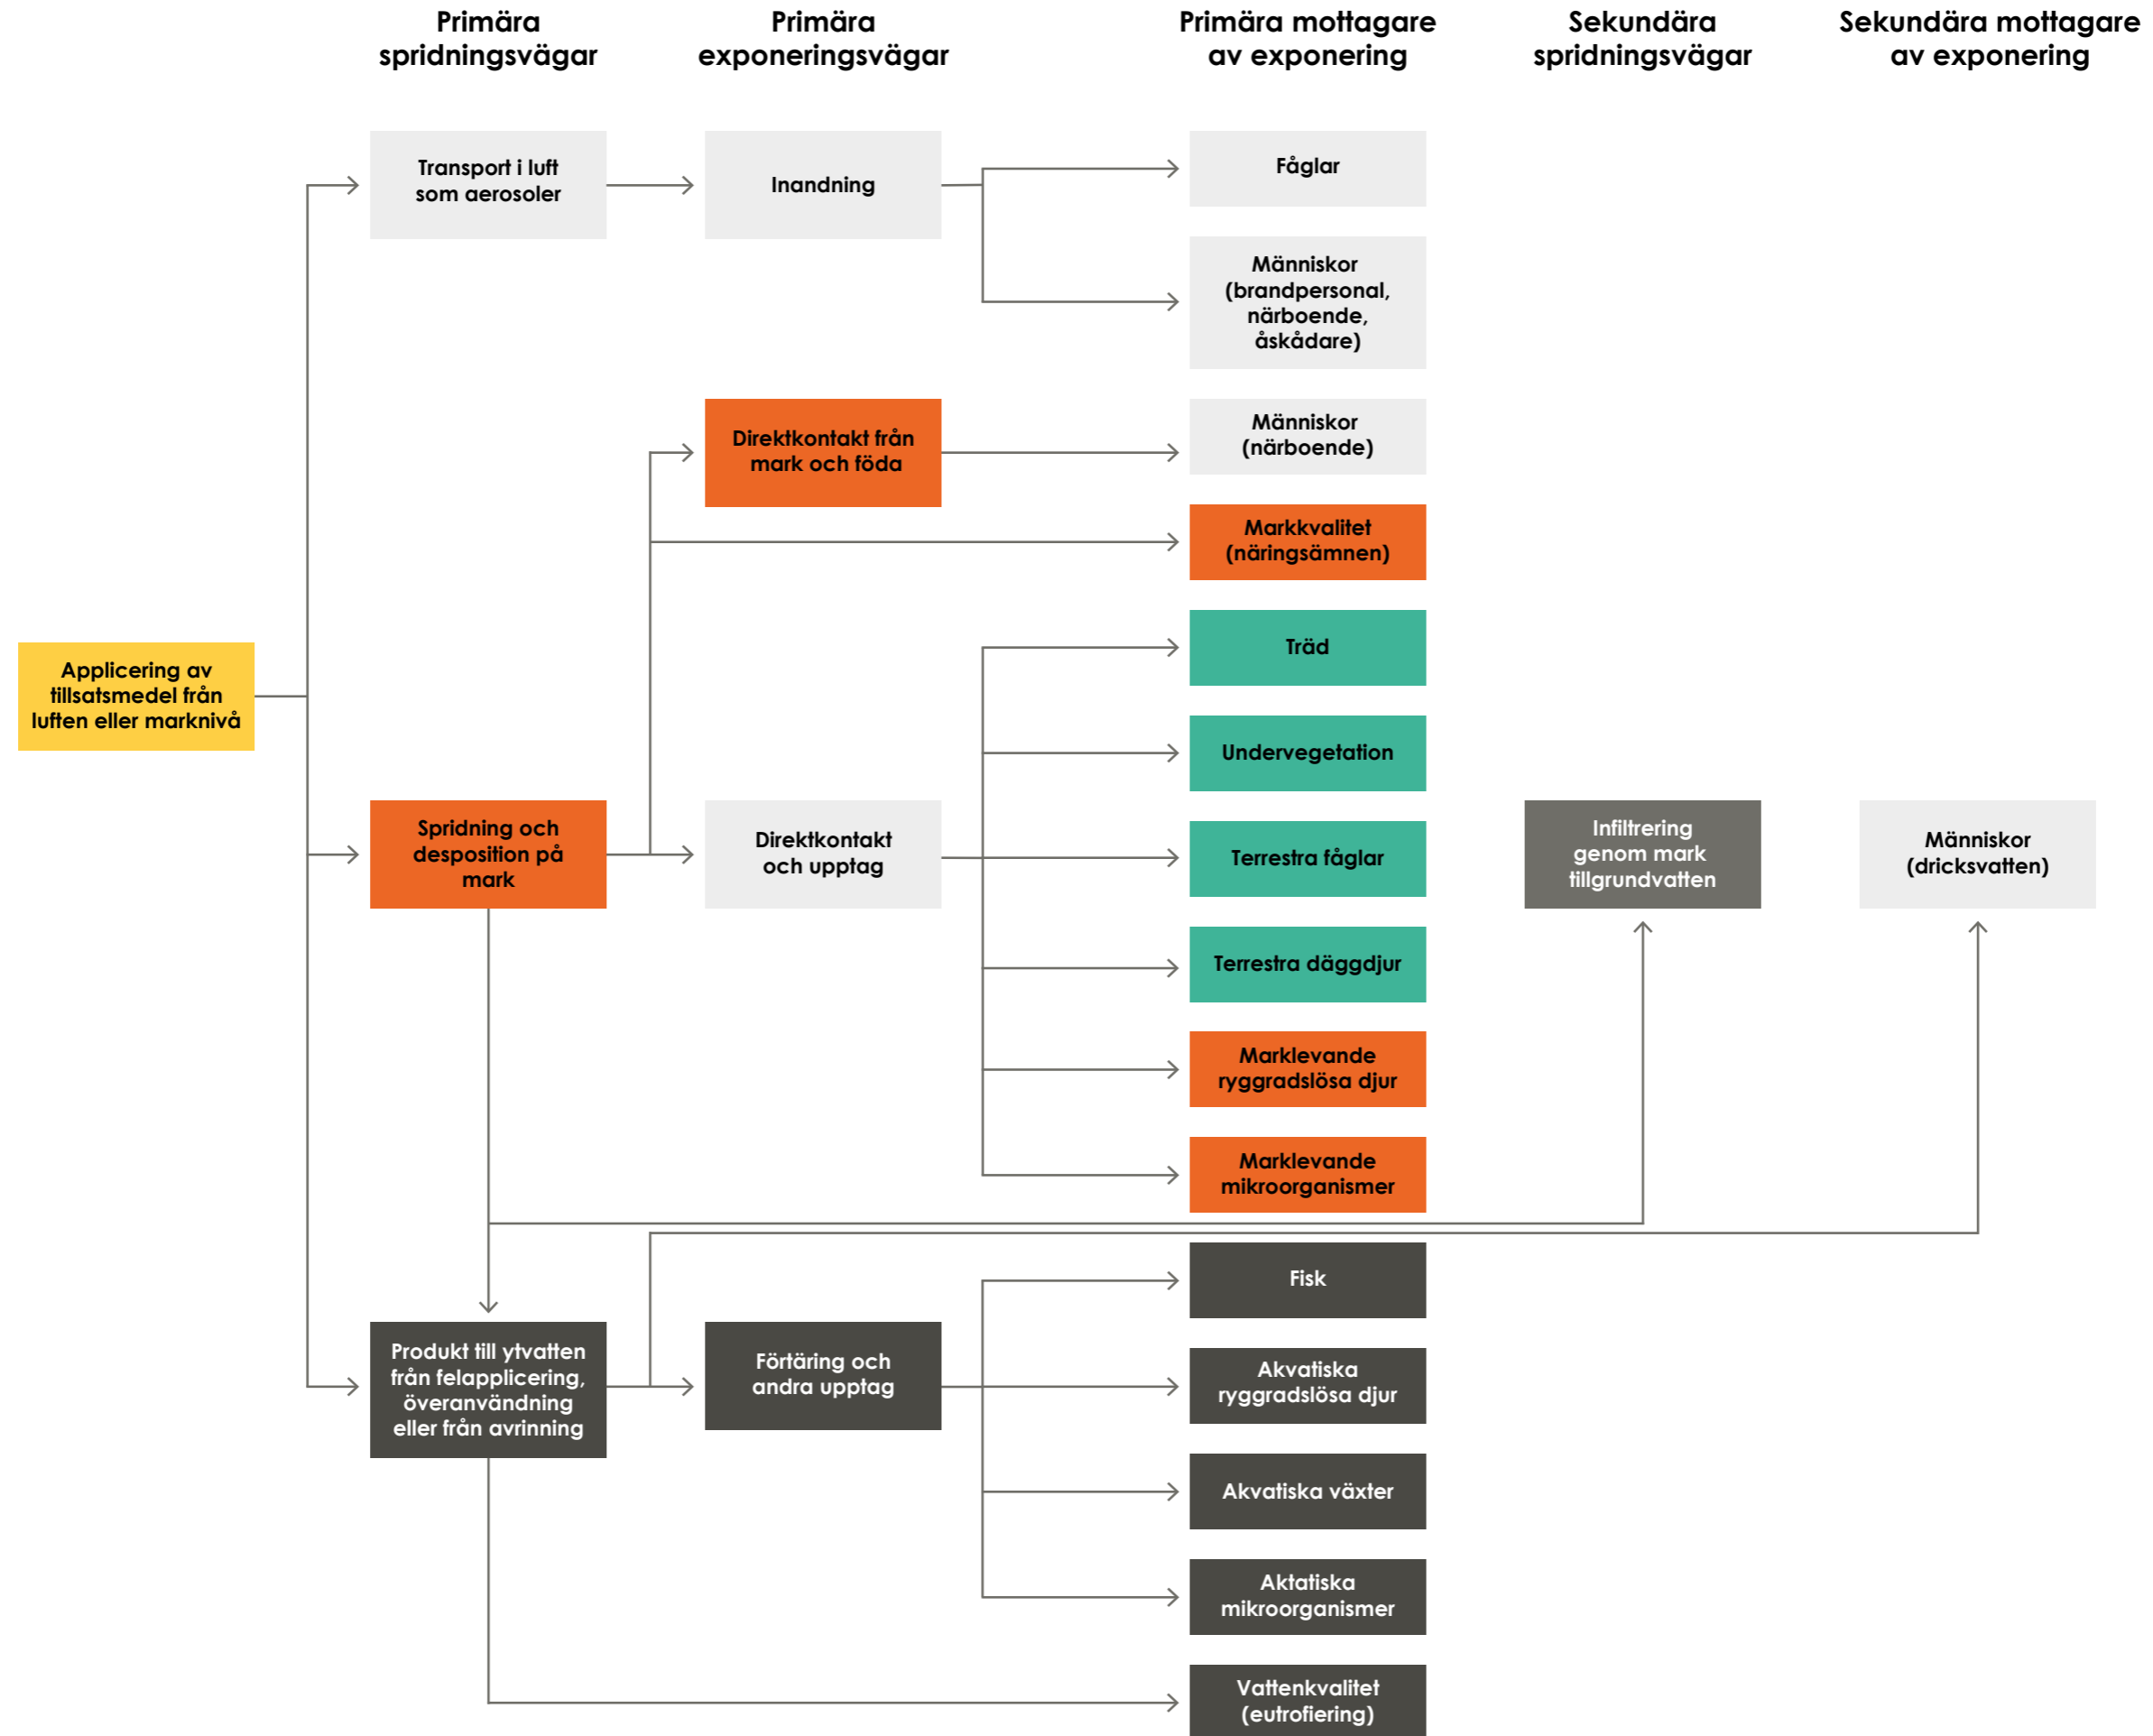 Primära
spridningsvägar
Primära
exponeringsvägar
Primära mottagare
av exponering
Sekundära
spridningsvägar
Sekundära mottagare
av exponering
Transport i luft
som aerosoler
Inandning
Fåglar
Människor
(brandpersonal,
närboende,
åskådare)
Direktkontakt från
mark och föda
Människor
(närboende)
Markkvalitet
(näringsämnen)
Applicering av
tillsatsmedel från
luften eller marknivå
Träd
Undervegetation
Spridning och
desposition på
mark
Direktkontakt
och upptag
Terrestra fåglar
Infiltrering
genom mark
tillgrundvatten
Människor
(dricksvatten)
Terrestra däggdjur
Marklevande
ryggradslösa djur
Marklevande
mikroorganismer
Fisk
Produkt till ytvatten
från felapplicering,
överanvändning
eller från avrinning
Förtäring och
andra upptag
Akvatiska
ryggradslösa djur
Akvatiska växter
Aktatiska
mikroorganismer
Vattenkvalitet
(eutrofiering)